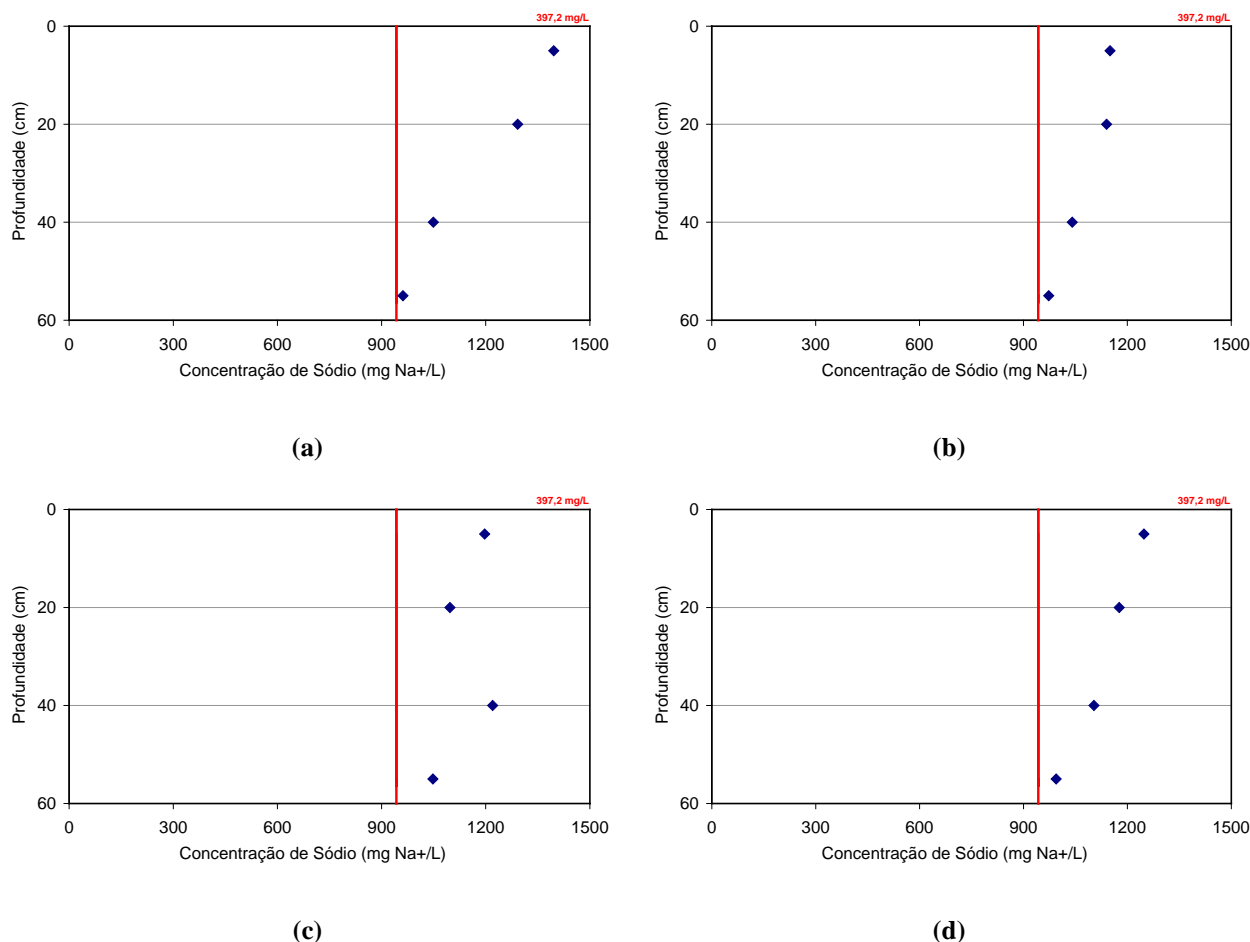 397,2 mg/L
0
20
40
60
Profundidade (cm)
0 300 600 900 1200 1500
Concentração de Sódio (mg Na+/L)
(a)
397,2 mg/L
0
20
40
60
Profundidade (cm)
0 300 600 900 1200 1500
Concentração de Sódio (mg Na+/L)
(b)
397,2 mg/L
0
20
40
60
Profundidade (cm)
0 300 600 900 1200 1500
Concentração de Sódio (mg Na+/L)
(c)
397,2 mg/L
0
20
40
60
Profundidade (cm)
0 300 600 900 1200 1500
Concentração de Sódio (mg Na+/L)
(d)